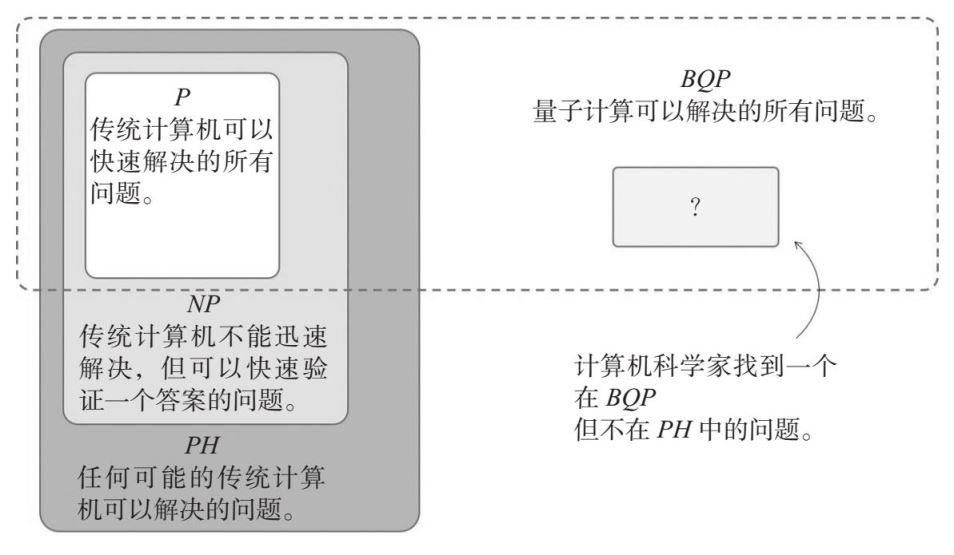 P
传统计算机可以
快速解决的所有
问题。
NP
传统计算机不能迅速
解决，但可以快速验
证一个答案的问题。
PH
任何可能的传统计算
机可以解决的问题。
BQP
量子计算可以解决的所有问题。
?
计算机科学家找到一个
在 BQP
但不在 PH 中的问题。